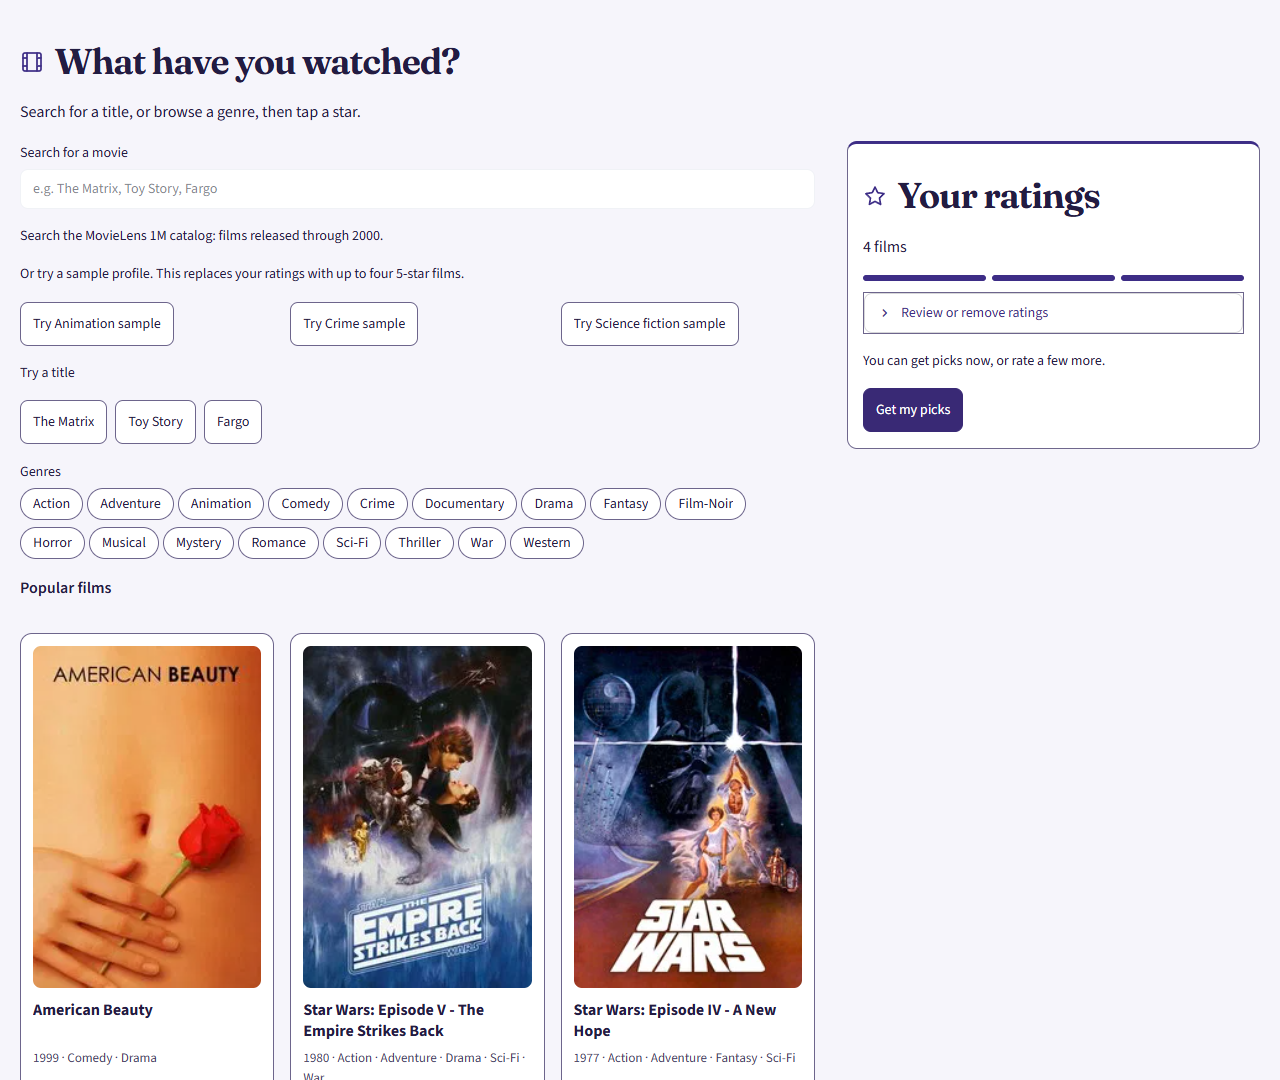 What have you watched?
Search for a title, or browse a genre, then tap a star.
Search for a movie
e.g. The Matrix, Toy Story, Fargo
Search the MovieLens 1M catalog: films released through 2000.
Or try a sample profile. This replaces your ratings with up to four 5-star films.
Try Animation sample
Try Crime sample
Try Science fiction sample
Try a title
The Matrix
Toy Story
Fargo
Genres
Action
Adventure
Animation
Comedy
Crime
Documentary
Drama
Fantasy
Film-Noir
Horror
Musical
Mystery
Romance
Sci-Fi
Thriller
War
Western
Popular films
AMERICAN BEAUTY
American Beauty
1999 · Comedy · Drama
STAR
THE
EMPIRE
STRIKES BACK
WARS
Star Wars: Episode V - The
Empire Strikes Back
1980 · Action · Adventure · Drama · Sci-Fi ·
War
STAR
WARS
Star Wars: Episode IV - A New
Hope
1977 · Action · Adventure · Fantasy · Sci-Fi
Your ratings
4 films
Review or remove ratings
You can get picks now, or rate a few more.
Get my picks